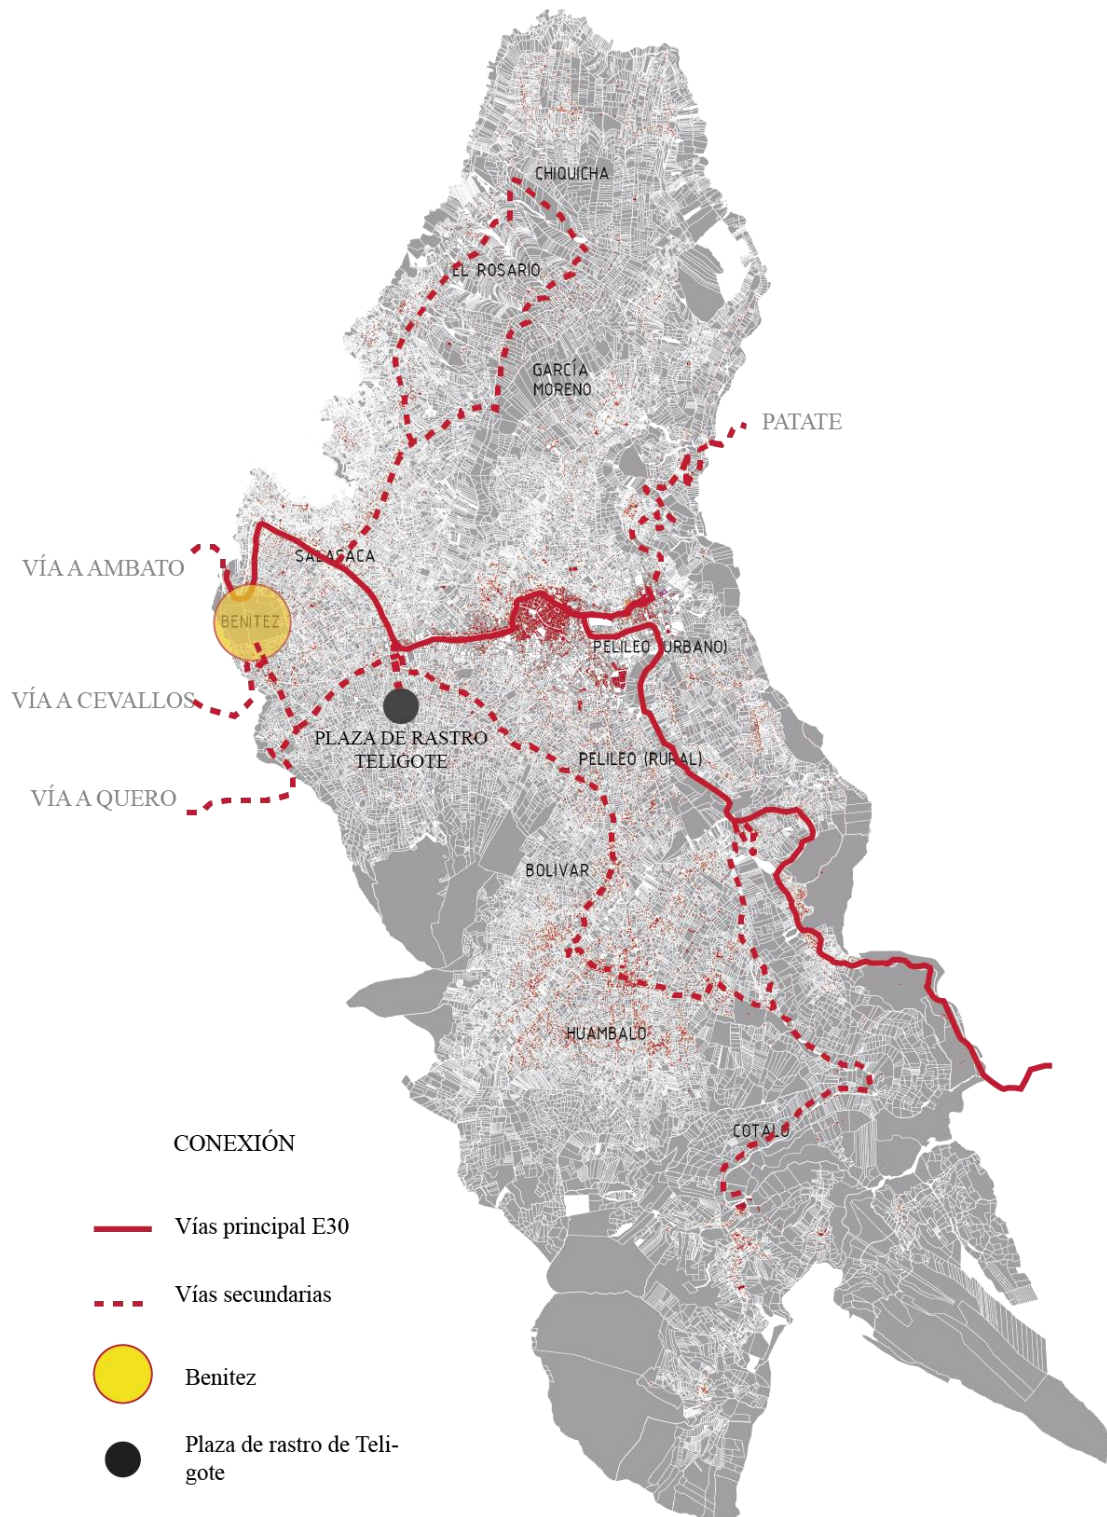 CHIQUICHA
EL ROSARIO
GARCÍA
MORENO
PATATE
SALASACA
VÍA A AMBATO
BENITEZ
PELILEO (URBANO)
VÍA A CEVALLOS
PLAZA DE RASTRO
TELIGOTE
PELILEO (RURAL)
VÍA A QUERO
BOLIVAR
HUAMBALO
COTALO
CONEXIÓN
Vías principal E30
Vías secundarias
Benitez
Plaza de rastro de Teli-
gote